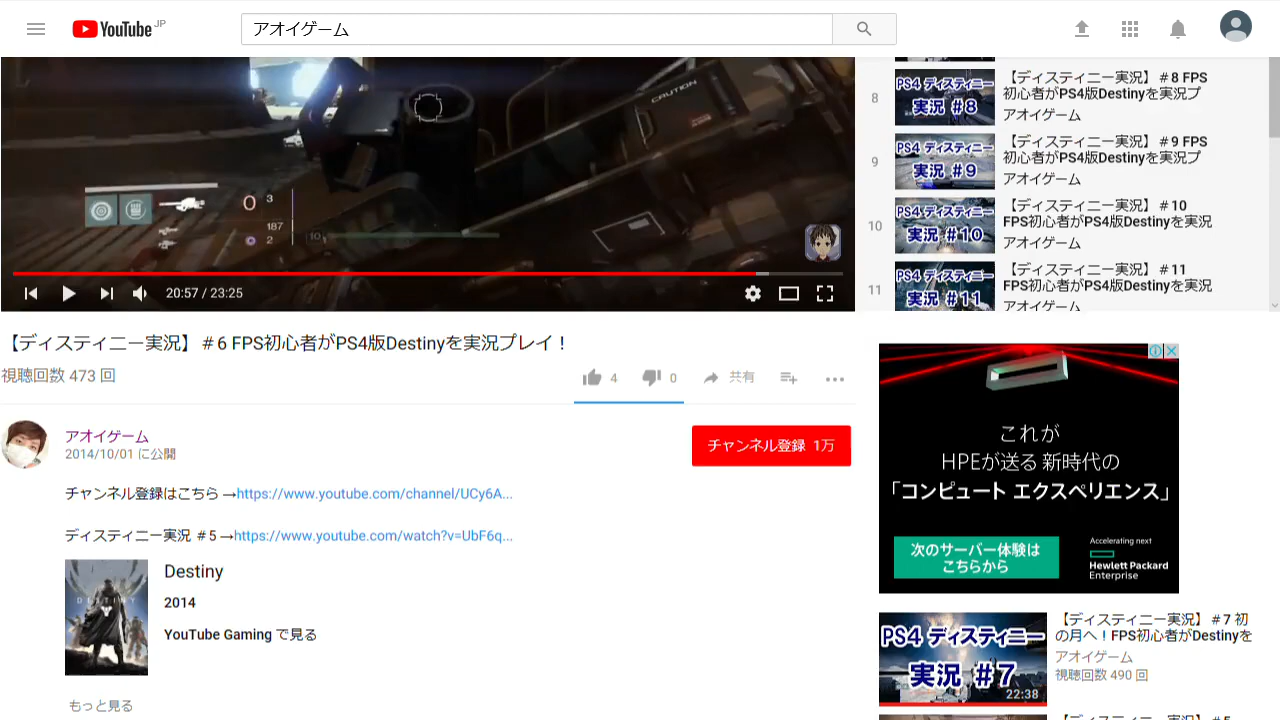 YouTube JP
アオイゲーム
CAUTION
8
PS4 ディスティニー
実況 #8
【ディスティニー実況】＃8 FPS
初心者がPS4版Destinyを実況プ
アオイゲーム
9
PS4 ディスティニー
実況 #9
【ディスティニー実況】＃9 FPS
初心者がPS4版Destinyを実況プ
アオイゲーム
10
PS4 ディスティニー
実況 #10
【ディスティニー実況】＃10
FPS初心者がPS4版Destinyを実況
アオイゲーム
11
PS4 ディスティニー
実況 #11
【ディスティニー実況】＃11
FPS初心者がPS4版Destinyを実況
アオイゲーム
0 3
187
2
10
20:57 / 23:25
【ディスティニー実況】＃6 FPS初心者がPS4版Destinyを実況プレイ！
視聴回数 473 回
4
0
共有
アオイゲーム
2014/10/01 に公開
チャンネル登録 1万
チャンネル登録はこちら →https://www.youtube.com/channel/UCy6A...
ディスティニー実況 ＃5 →https://www.youtube.com/watch?v=UbF6q...
DESTINY
Destiny
2014
YouTube Gaming で見る
もっと見る
これが
HPEが送る 新時代の
「コンピュート エクスペリエンス」
次のサーバー体験は
こちらから
Accelerating next
Hewlett Packard
Enterprise
PS4 ディスティニー
実況 #7
22:38
【ディスティニー実況】＃7 初
の月へ！FPS初心者がDestinyを
アオイゲーム
視聴回数 490 回
【ディスティニー実況】＃5